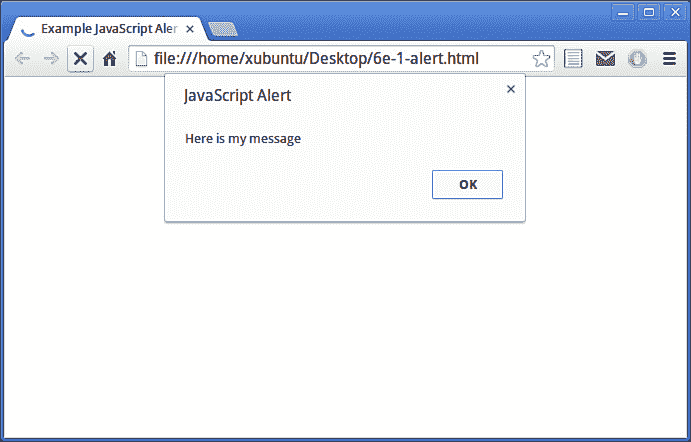 Example JavaScript Aler
file:///home/xubuntu/Desktop/6e-1-alert.html
JavaScript Alert
Here is my message
OK